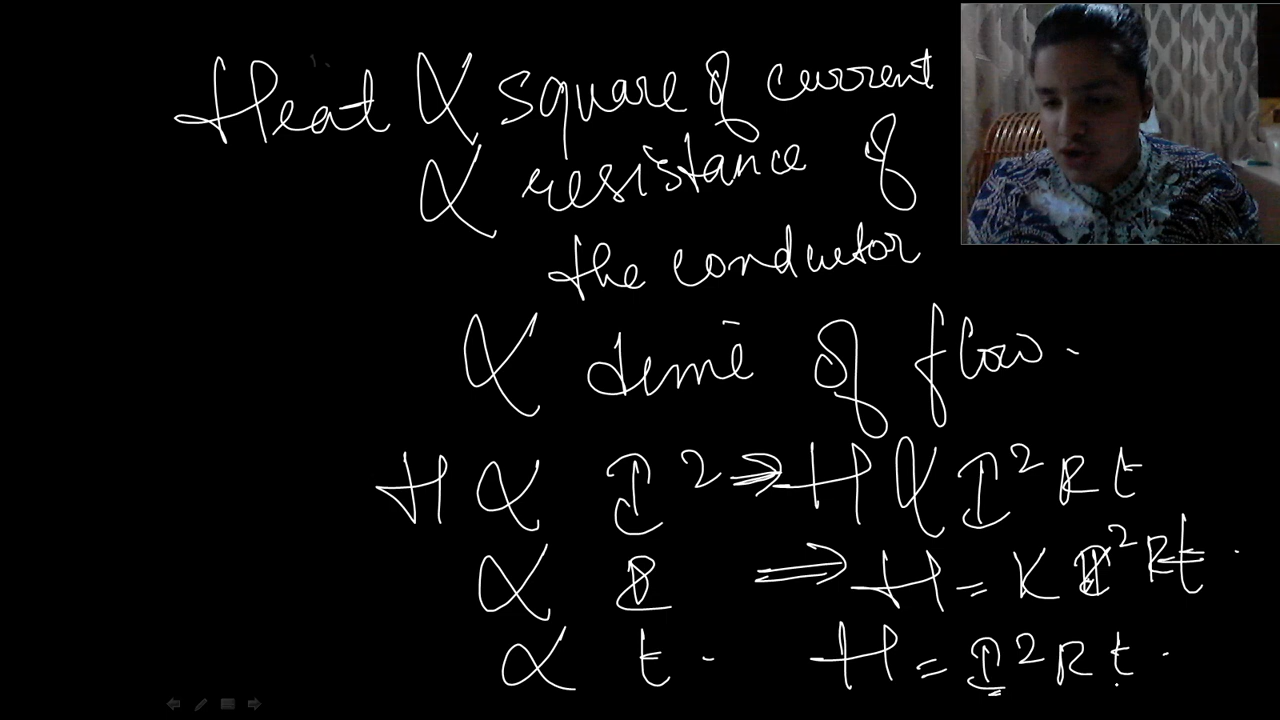 Heat ∝ square of current
∝ resistance of
the conductor
∝ time of flow.
H ∝ I² ⇒ H ∝ I²Rt
∝ R ⇒ H = K I²Rt.
∝ t. H = I²Rt.